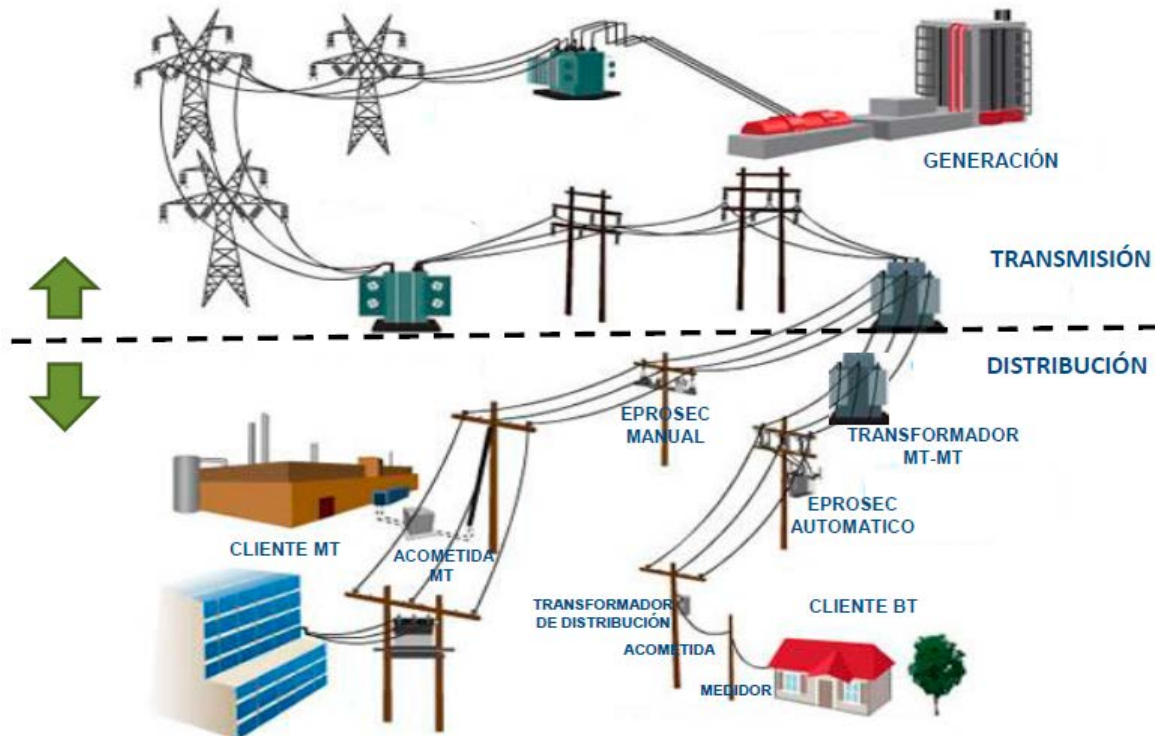 GENERACIÓN
TRANSMISIÓN
DISTRIBUCIÓN
EPROSEC
MANUAL
TRANSFORMADOR
MT-MT
EPROSEC
AUTOMATICO
CLIENTE MT
ACOMETIDA
MT
TRANSFORMADOR
DE DISTRIBUCIÓN
CLIENTE BT
ACOMETIDA
MEDIDOR